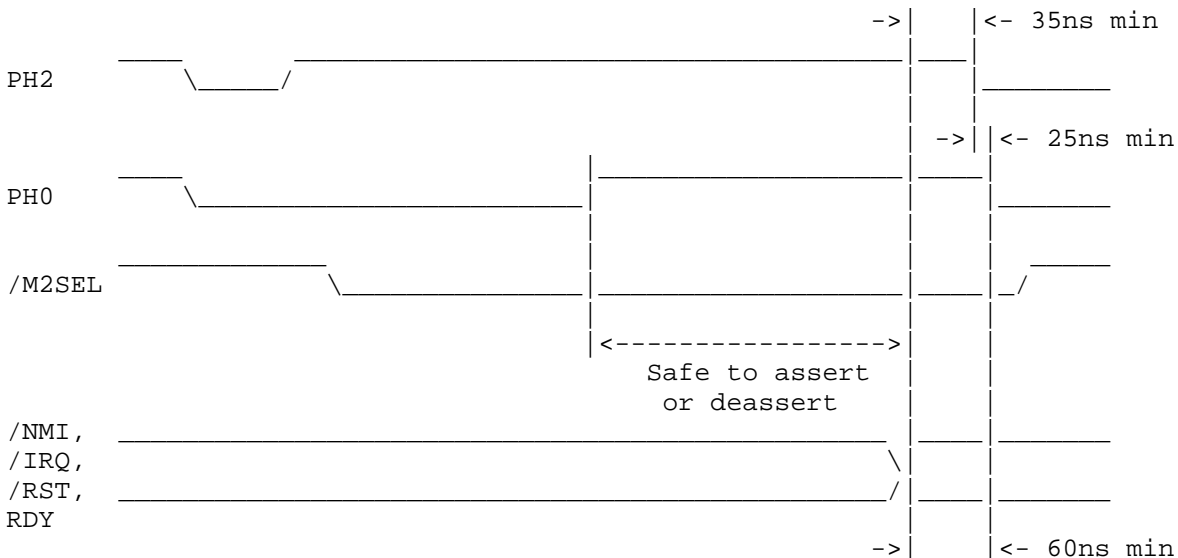 35ns min
PH2
25ns min
PH0
/M2SEL
Safe to assert
or deassert
/NMI,
/IRQ,
/RST,
RDY
60ns min